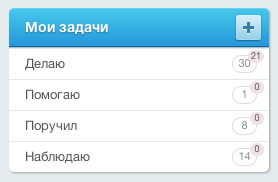 Мои задачи +
Делаю 30 21
Помогаю 1 0
Поручил 8 0
Наблюдаю 14 0